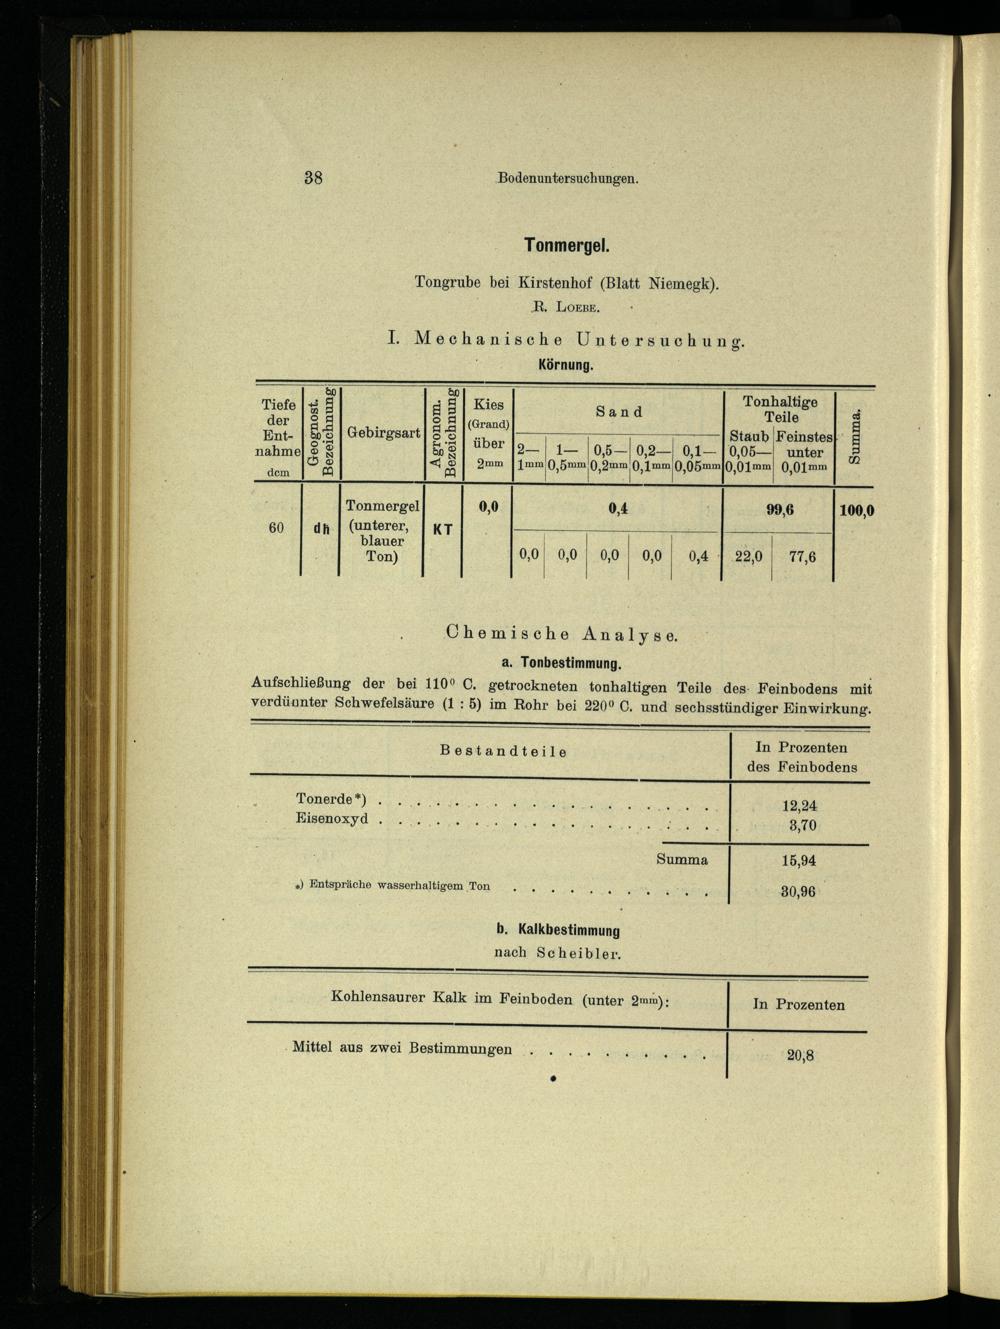 38
Bodenuntersuchungen.
Tonmergel.
Tongrube bei Kirstenhof (Blatt Niemegk).
R. Loebe.
I. Mechanische Untersuchung.
Körnung.
Tiefe der Ent- nahme dcm | Geognost. Bezeichnung | Gebirgsart | Agronom. Bezeichnung | Kies (Grand) über 2mm | Sand | Tonhaltige Teile | Summa.
2— 1mm | 1— 0,5mm | 0,5— 0,2mm | 0,2— 0,1mm | 0,1— 0,05mm | Staub 0,05— 0,01mm | Feinstes unter 0,01mm
60 | dh | Tonmergel (unterer, blauer Ton) | KT | 0,0 | 0,4 | 99,6 | 100,0
0,0 | 0,0 | 0,0 | 0,0 | 0,4 | 22,0 | 77,6
Chemische Analyse.
a. Tonbestimmung.
Aufschließung der bei 110⁰ C. getrockneten tonhaltigen Teile des Feinbodens mit
verdünnter Schwefelsäure (1 : 5) im Rohr bei 220⁰ C. und sechsstündiger Einwirkung.
Bestandteile | In Prozenten des Feinbodens
Tonerde*) . . . . . . . . . . . . . . . . . . 12,24
Eisenoxyd . . . . . . . . . . . . . . . . . . 3,70
Summa 15,94
*) Entspräche wasserhaltigem Ton . . . . . . . . . . . 30,96
b. Kalkbestimmung
nach Scheibler.
Kohlensaurer Kalk im Feinboden (unter 2mm): | In Prozenten
Mittel aus zwei Bestimmungen . . . . . . . . . . 20,8